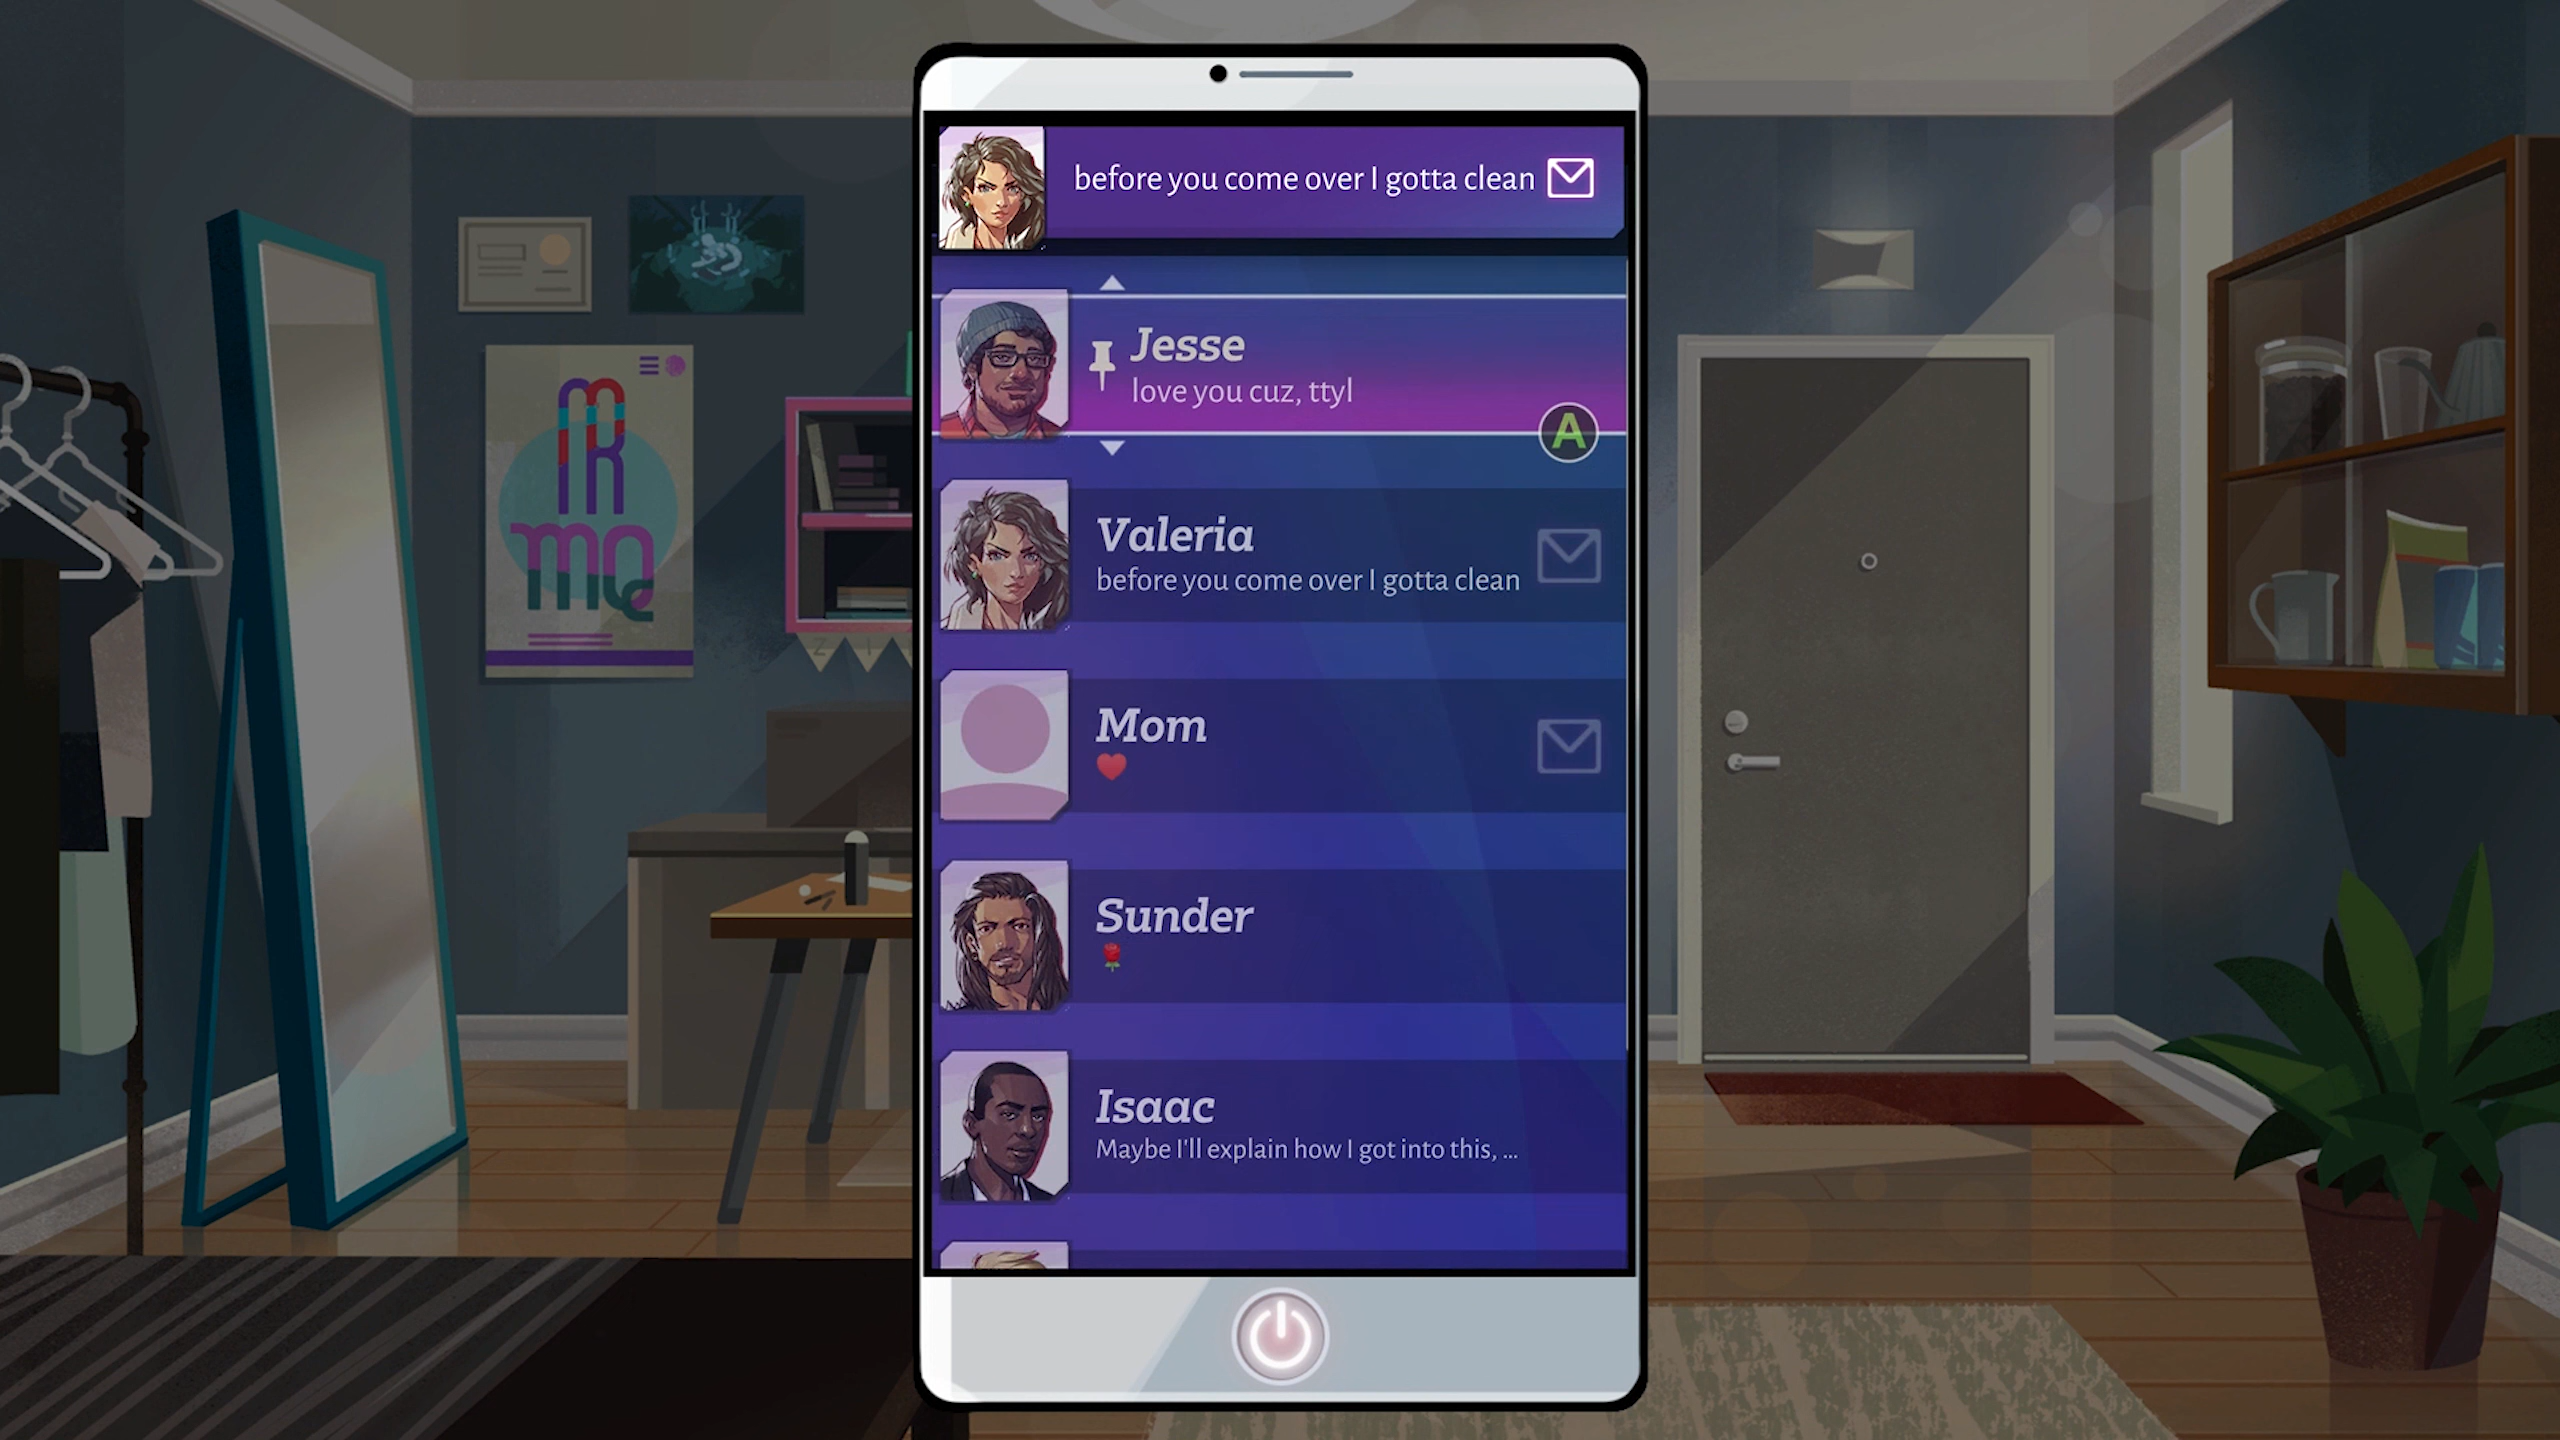 before you come over I gotta clean
Jesse
love you cuz, ttyl
A
Valeria
before you come over I gotta clean
Mom
Sunder
Isaac
Maybe I'll explain how I got into this, ...